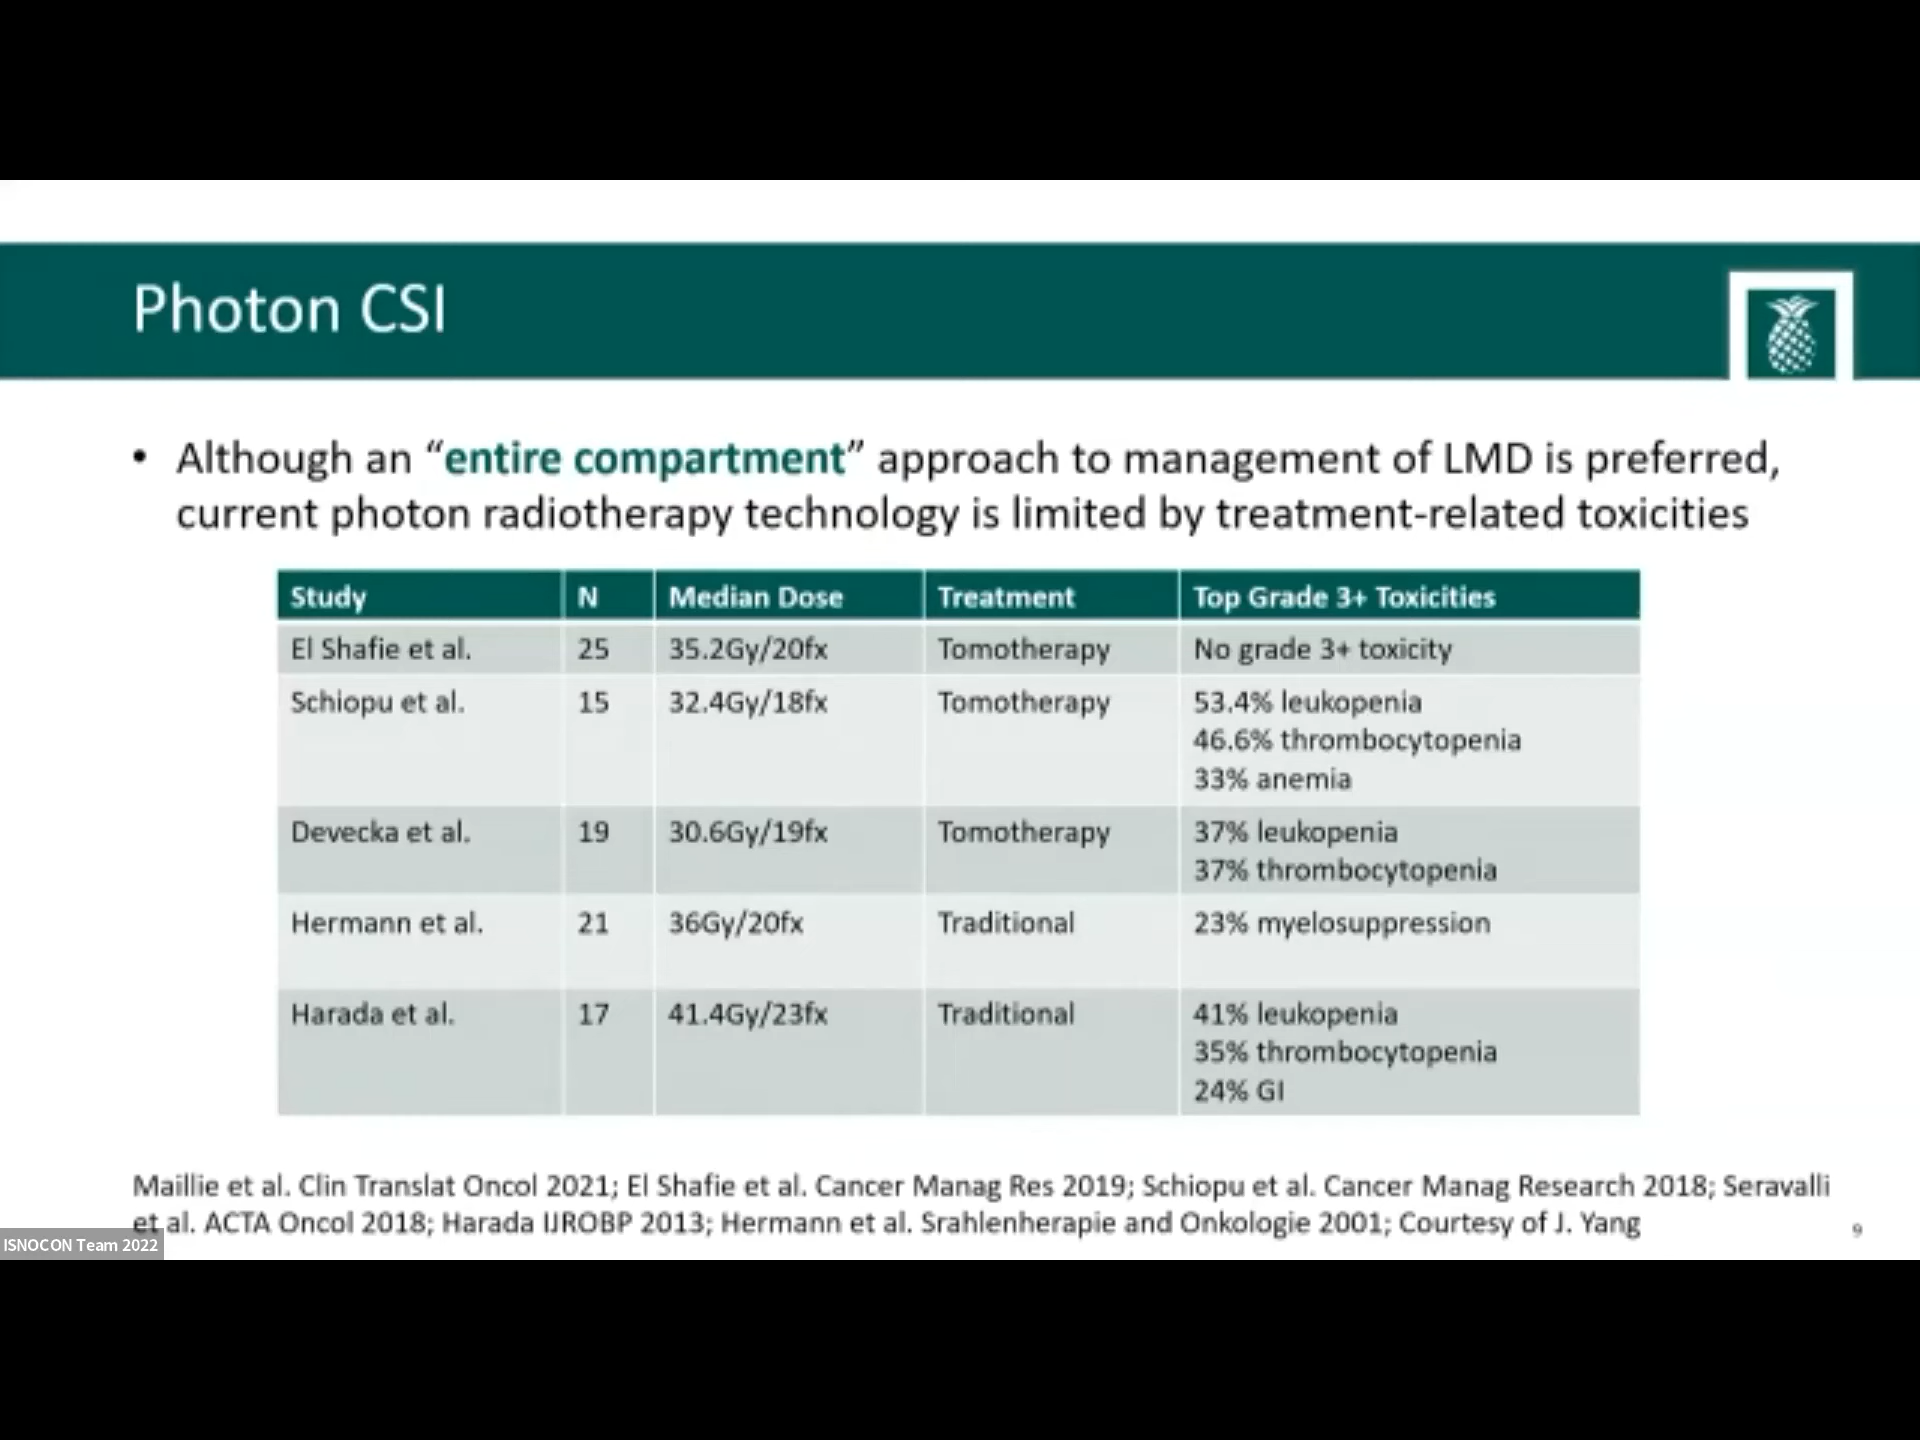 Photon CSI
• Although an “entire compartment” approach to management of LMD is preferred,
current photon radiotherapy technology is limited by treatment-related toxicities
Study N Median Dose Treatment Top Grade 3+ Toxicities
El Shafie et al. 25 35.2Gy/20fx Tomotherapy No grade 3+ toxicity
Schiopu et al. 15 32.4Gy/18fx Tomotherapy 53.4% leukopenia
46.6% thrombocytopenia
33% anemia
Devecka et al. 19 30.6Gy/19fx Tomotherapy 37% leukopenia
37% thrombocytopenia
Hermann et al. 21 36Gy/20fx Traditional 23% myelosuppression
Harada et al. 17 41.4Gy/23fx Traditional 41% leukopenia
35% thrombocytopenia
24% GI
Maillie et al. Clin Translat Oncol 2021; El Shafie et al. Cancer Manag Res 2019; Schiopu et al. Cancer Manag Research 2018; Seravalli
et al. ACTA Oncol 2018; Harada IJROBP 2013; Hermann et al. Srahlenherapie and Onkologie 2001; Courtesy of J. Yang
9
ISNOCON Team 2022